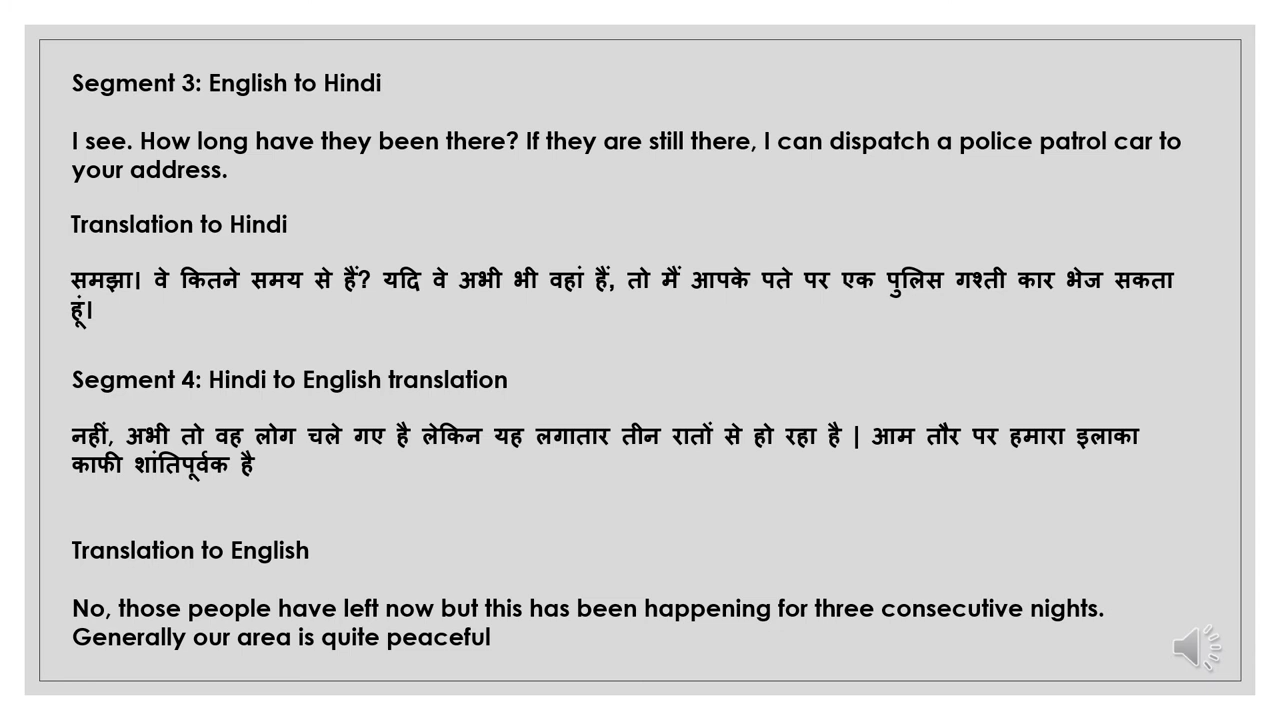 Segment 3: English to Hindi
I see. How long have they been there? If they are still there, I can dispatch a police patrol car to
your address.
Translation to Hindi
समझा। वे कितने समय से हैं? यदि वे अभी भी वहां हैं, तो मैं आपके पते पर एक पुलिस गश्ती कार भेज सकता
हूं।
Segment 4: Hindi to English translation
नहीं, अभी तो वह लोग चले गए है लेकिन यह लगातार तीन रातों से हो रहा है | आम तौर पर हमारा इलाका
काफी शांतिपूर्वक है
Translation to English
No, those people have left now but this has been happening for three consecutive nights.
Generally our area is quite peaceful